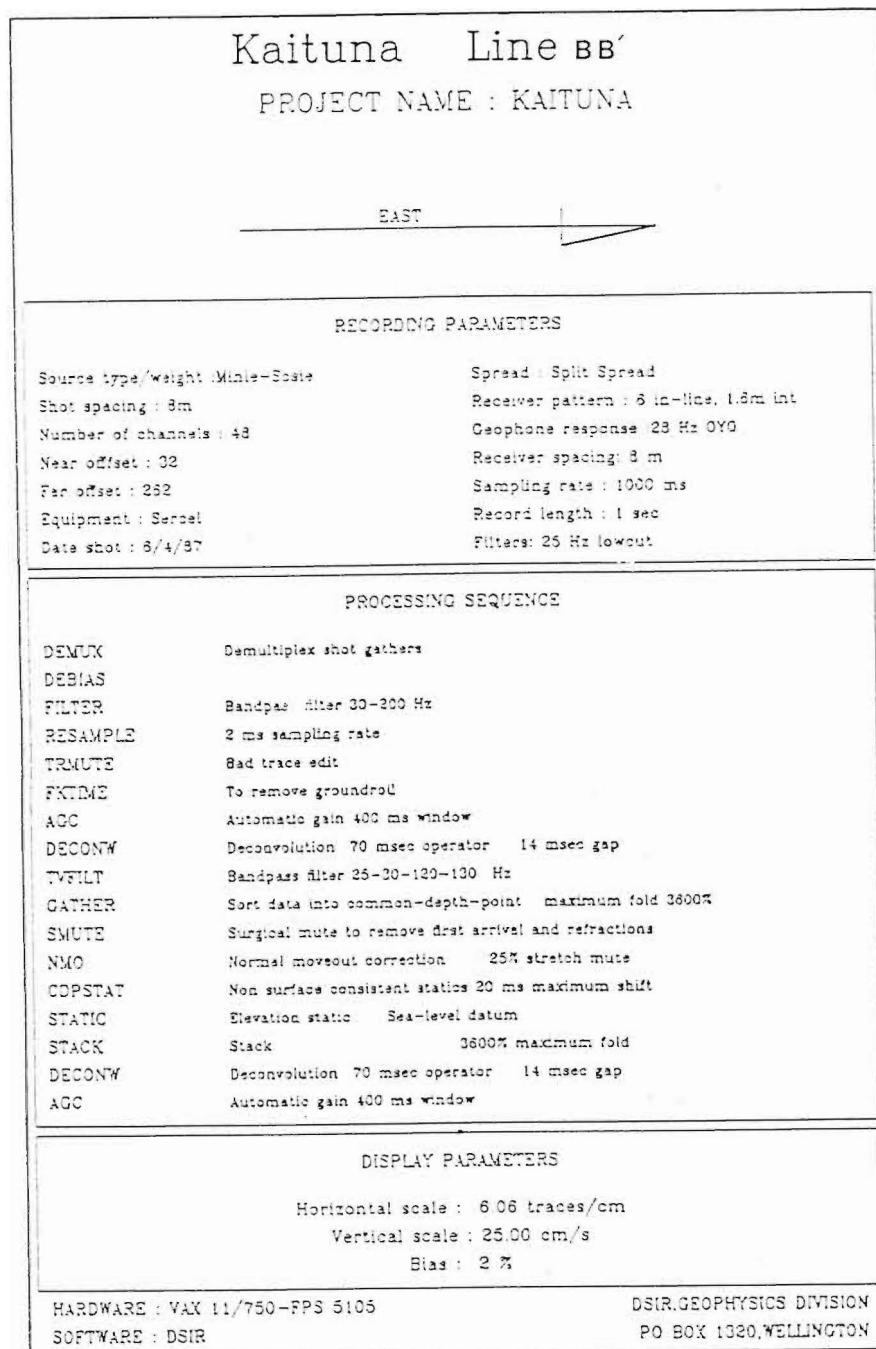 Kaituna Line BB′
PROJECT NAME : KAITUNA
EAST
RECORDING PARAMETERS
Source type/weight :Minie-Sosie
Shot spacing : 8m
Number of channels : 48
Near offset : 32
Far offset : 262
Equipment : Sercel
Date shot : 6/4/87
Spread : Split Spread
Receiver pattern : 6 in-line, 1.6m int
Geophone response 28 Hz OYO
Receiver spacing: 8 m
Sampling rate : 1000 ms
Record length : 1 sec
Filters: 25 Hz lowcut
PROCESSING SEQUENCE
DEMUX Demultiplex shot gathers
DEBIAS
FILTER Bandpas filter 30-200 Hz
RESAMPLE 2 ms sampling rate
TRMUTE Bad trace edit
FKTIME To remove groundroll
AGC Automatic gain 400 ms window
DECONW Deconvolution 70 msec operator 14 msec gap
TVFILT Bandpass filter 25-30-120-130 Hz
GATHER Sort data into common-depth-point maximum fold 3600%
SMUTE Surgical mute to remove first arrival and refractions
NMO Normal moveout correction 25% stretch mute
CDPSTAT Non surface consistent statics 20 ms maximum shift
STATIC Elevation static Sea-level datum
STACK Stack 3600% maximum fold
DECONW Deconvolution 70 msec operator 14 msec gap
AGC Automatic gain 400 ms window
DISPLAY PARAMETERS
Horizontal scale : 6.06 traces/cm
Vertical scale : 25.00 cm/s
Bias : 2 %
HARDWARE : VAX 11/750-FPS 5105
SOFTWARE : DSIR
DSIR,GEOPHYSICS DIVISION
PO BOX 1320,WELLINGTON